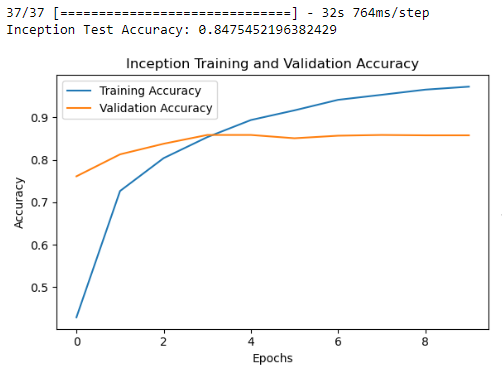 37/37 [==============================] - 32s 764ms/step
Inception Test Accuracy: 0.8475452196382429
Inception Training and Validation Accuracy
Training Accuracy
Validation Accuracy
0.9
0.8
0.7
0.6
0.5
Accuracy
0 2 4 6 8
Epochs